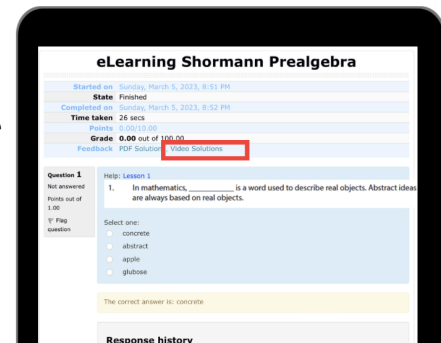 eLearning Shormann Prealgebra
Started on Sunday, March 5, 2023, 8:51 PM
State Finished
Completed on Sunday, March 5, 2023, 8:52 PM
Time taken 26 secs
Points 0.00/10.00
Grade 0.00 out of 100.00
Feedback PDF Solution Video Solutions
Question 1
Not answered
Points out of
1.00
Flag
question
Help: Lesson 1
1. In mathematics, ____________ is a word used to describe real objects. Abstract ideas
are always based on real objects.
Select one:
concrete
abstract
apple
glubose
The correct answer is: concrete
Response history